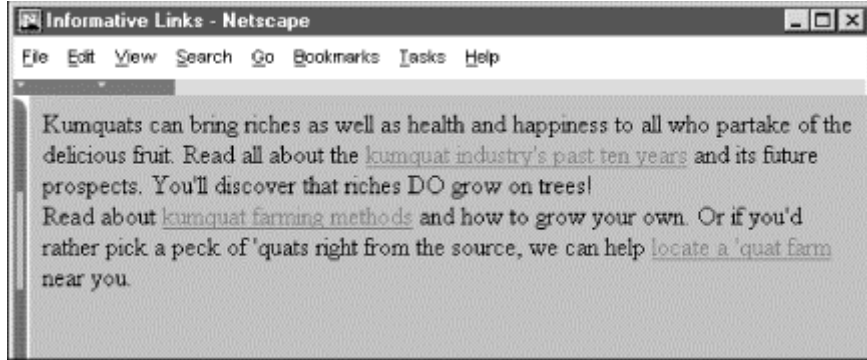 Informative Links - Netscape
File Edit View Search Go Bookmarks Tasks Help
Kumquats can bring riches as well as health and happiness to all who partake of the
delicious fruit. Read all about the kumquat industry's past ten years and its future
prospects. You'll discover that riches DO grow on trees!
Read about kumquat farming methods and how to grow your own. Or if you'd
rather pick a peck of 'quats right from the source, we can help locate a 'quat farm
near you.